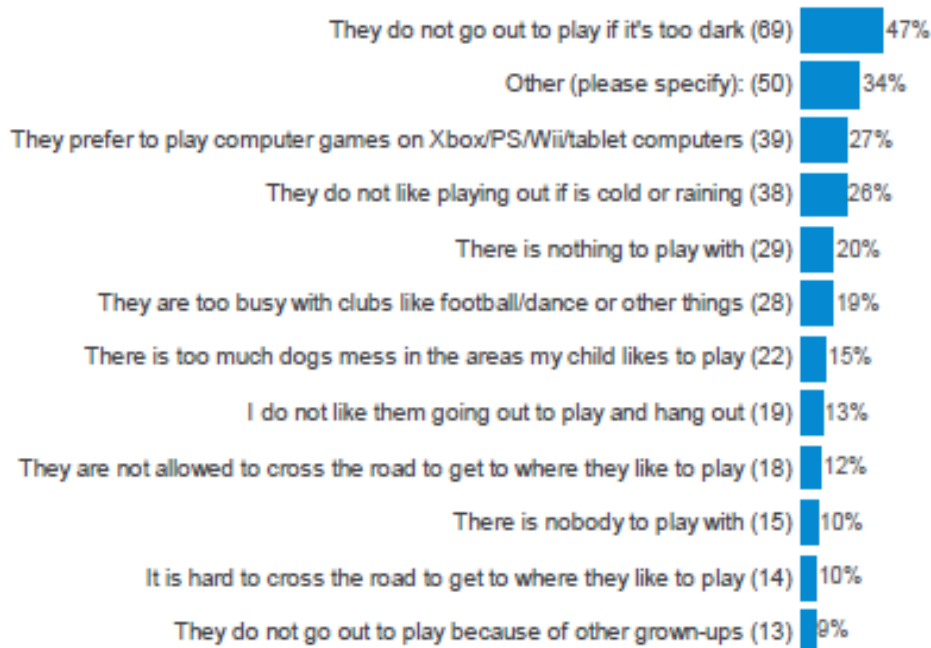 They do not go out to play if it's too dark (69) 47%
Other (please specify): (50) 34%
They prefer to play computer games on Xbox/PS/Wii/tablet computers (39) 27%
They do not like playing out if is cold or raining (38) 26%
There is nothing to play with (29) 20%
They are too busy with clubs like football/dance or other things (28) 19%
There is too much dogs mess in the areas my child likes to play (22) 15%
I do not like them going out to play and hang out (19) 13%
They are not allowed to cross the road to get to where they like to play (18) 12%
There is nobody to play with (15) 10%
It is hard to cross the road to get to where they like to play (14) 10%
They do not go out to play because of other grown-ups (13) 9%